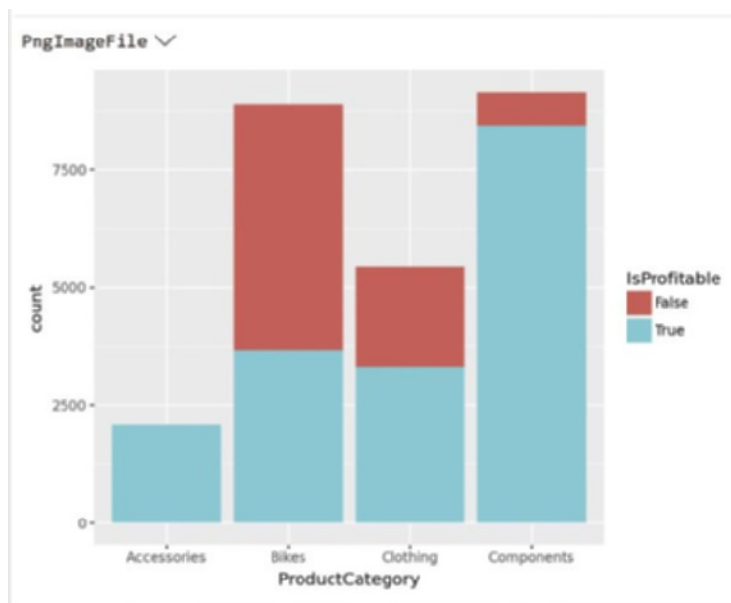 PngImageFile
7500
5000
2500
0
count
Accessories Bikes Clothing Components
ProductCategory
IsProfitable
False
True